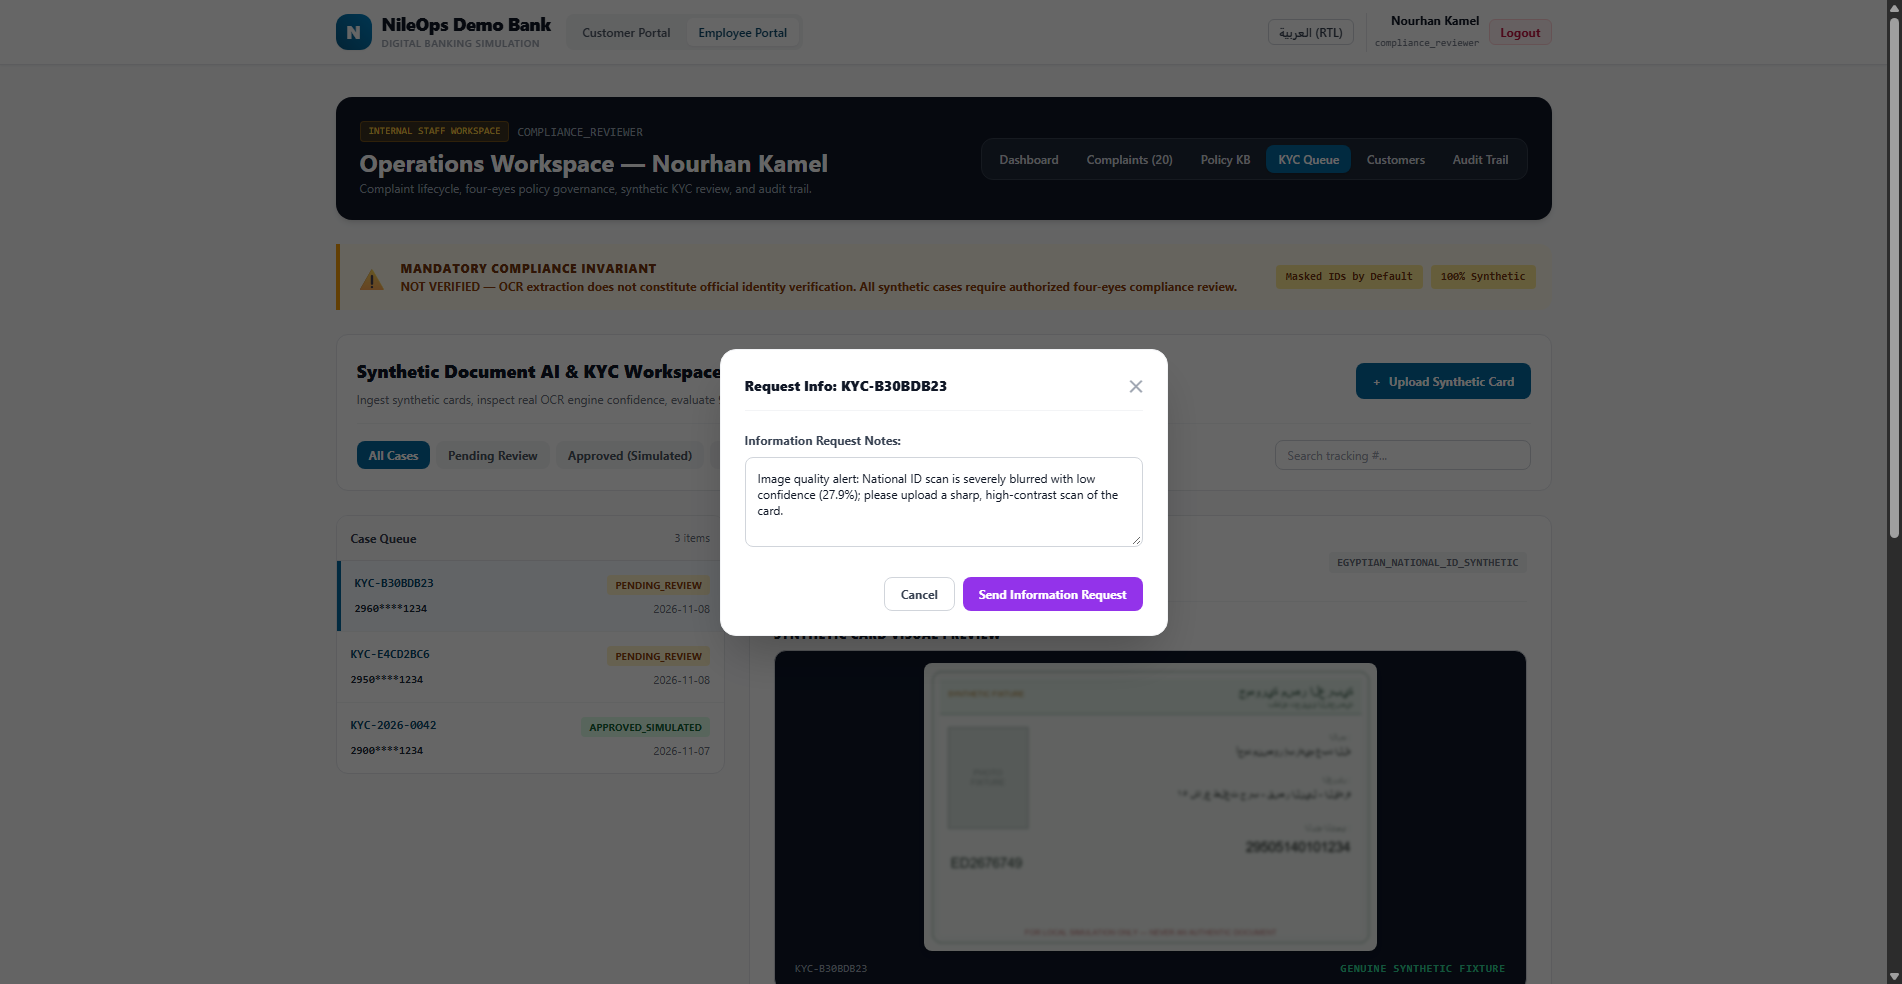 N
NileOps Demo Bank
DIGITAL BANKING SIMULATION
Customer Portal
Employee Portal
العربية (RTL)
Nourhan Kamel
compliance_reviewer
Logout
INTERNAL STAFF WORKSPACE
COMPLIANCE_REVIEWER
Operations Workspace — Nourhan Kamel
Complaint lifecycle, four-eyes policy governance, synthetic KYC review, and audit trail.
Dashboard
Complaints (20)
Policy KB
KYC Queue
Customers
Audit Trail
MANDATORY COMPLIANCE INVARIANT
NOT VERIFIED — OCR extraction does not constitute official identity verification. All synthetic cases require authorized four-eyes compliance review.
Masked IDs by Default
100% Synthetic
Synthetic Document AI & KYC Workspace
Ingest synthetic cards, inspect real OCR engine confidence, evaluate
+ Upload Synthetic Card
All Cases
Pending Review
Approved (Simulated)
Search tracking #...
Request Info: KYC-B30BDB23
Information Request Notes:
Image quality alert: National ID scan is severely blurred with low
confidence (27.9%); please upload a sharp, high-contrast scan of the
card.
Cancel
Send Information Request
Case Queue
3 items
KYC-B30BDB23
PENDING_REVIEW
2960****1234
2026-11-08
KYC-E4CD2BC6
PENDING_REVIEW
2950****1234
2026-11-08
KYC-2026-0042
APPROVED_SIMULATED
2900****1234
2026-11-07
EGYPTIAN_NATIONAL_ID_SYNTHETIC
SYNTHETIC CARD VISUAL PREVIEW
29505140101234
ED2676749
KYC-B30BDB23
GENUINE SYNTHETIC FIXTURE